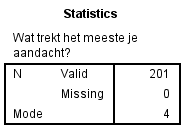 Statistics
Wat trekt het meeste je
aandacht?
N Valid 201
Missing 0
Mode 4